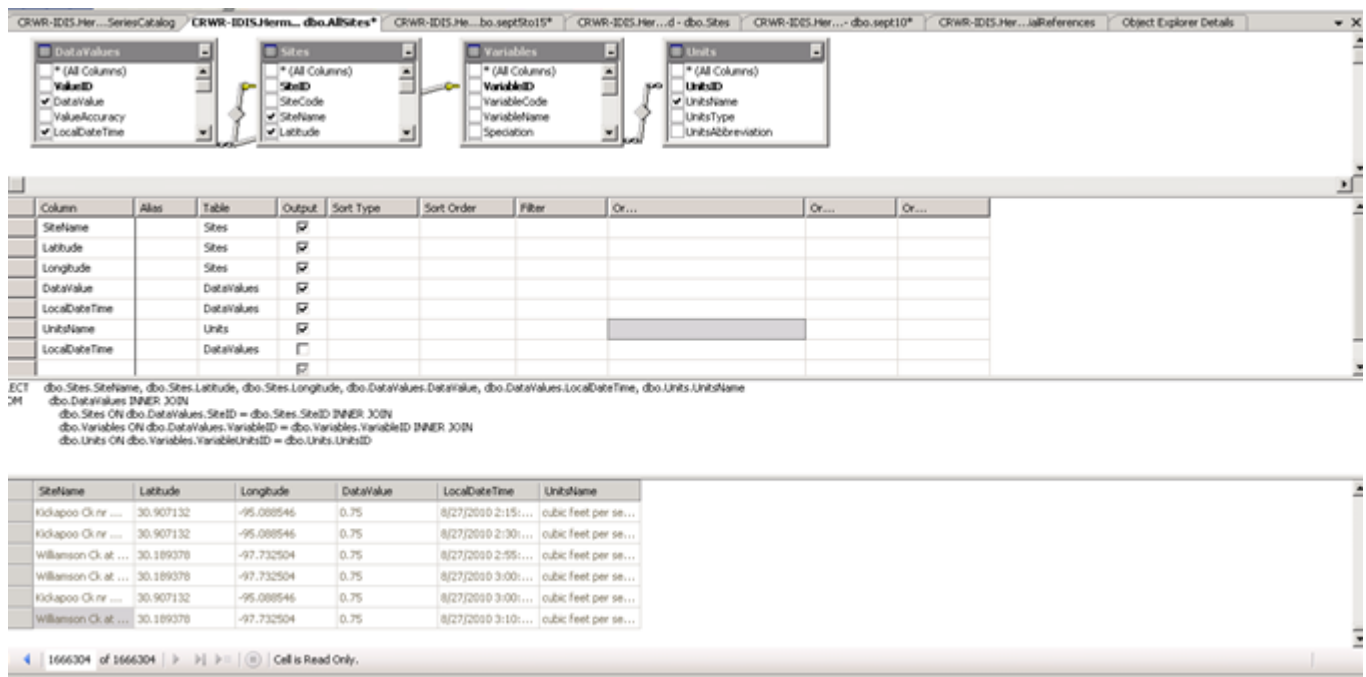 CRWR-IDIS.Her...SeriesCatalog CRWR-IDIS.Herm... dbo.AllSites* CRWR-IDIS.He...bo.sept5to15* CRWR-IDIS.Her...d - dbo.Sites CRWR-IDIS.Her...- dbo.sept10* CRWR-IDIS.Her...ialReferences Object Explorer Details
DataValues
* (All Columns)
ValueID
DataValue
ValueAccuracy
LocalDateTime
Sites
* (All Columns)
SiteID
SiteCode
SiteName
Latitude
Variables
* (All Columns)
VariableID
VariableCode
VariableName
Speciation
Units
* (All Columns)
UnitsID
UnitsName
UnitsType
UnitsAbbreviation
Column Alias Table Output Sort Type Sort Order Filter Or... Or... Or...
SiteName Sites
Latitude Sites
Longitude Sites
DataValue DataValues
LocalDateTime DataValues
UnitsName Units
LocalDateTime DataValues
ECT dbo.Sites.SiteName, dbo.Sites.Latitude, dbo.Sites.Longitude, dbo.DataValues.DataValue, dbo.DataValues.LocalDateTime, dbo.Units.UnitsName
OM dbo.DataValues INNER JOIN
dbo.Sites ON dbo.DataValues.SiteID = dbo.Sites.SiteID INNER JOIN
dbo.Variables ON dbo.DataValues.VariableID = dbo.Variables.VariableID INNER JOIN
dbo.Units ON dbo.Variables.VariableUnitsID = dbo.Units.UnitsID
SiteName Latitude Longitude DataValue LocalDateTime UnitsName
Kickapoo Ck nr .... 30.907132 -95.088546 0.75 8/27/2010 2:15:... cubic feet per se...
Kickapoo Ck nr .... 30.907132 -95.088546 0.75 8/27/2010 2:30:... cubic feet per se...
Williamson Ck at ... 30.189378 -97.732504 0.75 8/27/2010 2:55:... cubic feet per se...
Williamson Ck at ... 30.189378 -97.732504 0.75 8/27/2010 3:00:... cubic feet per se...
Kickapoo Ck nr .... 30.907132 -95.088546 0.75 8/27/2010 3:00:... cubic feet per se...
Williamson Ck at ... 30.189378 -97.732504 0.75 8/27/2010 3:10:... cubic feet per se...
1666304 of 1666304 Cell is Read Only.